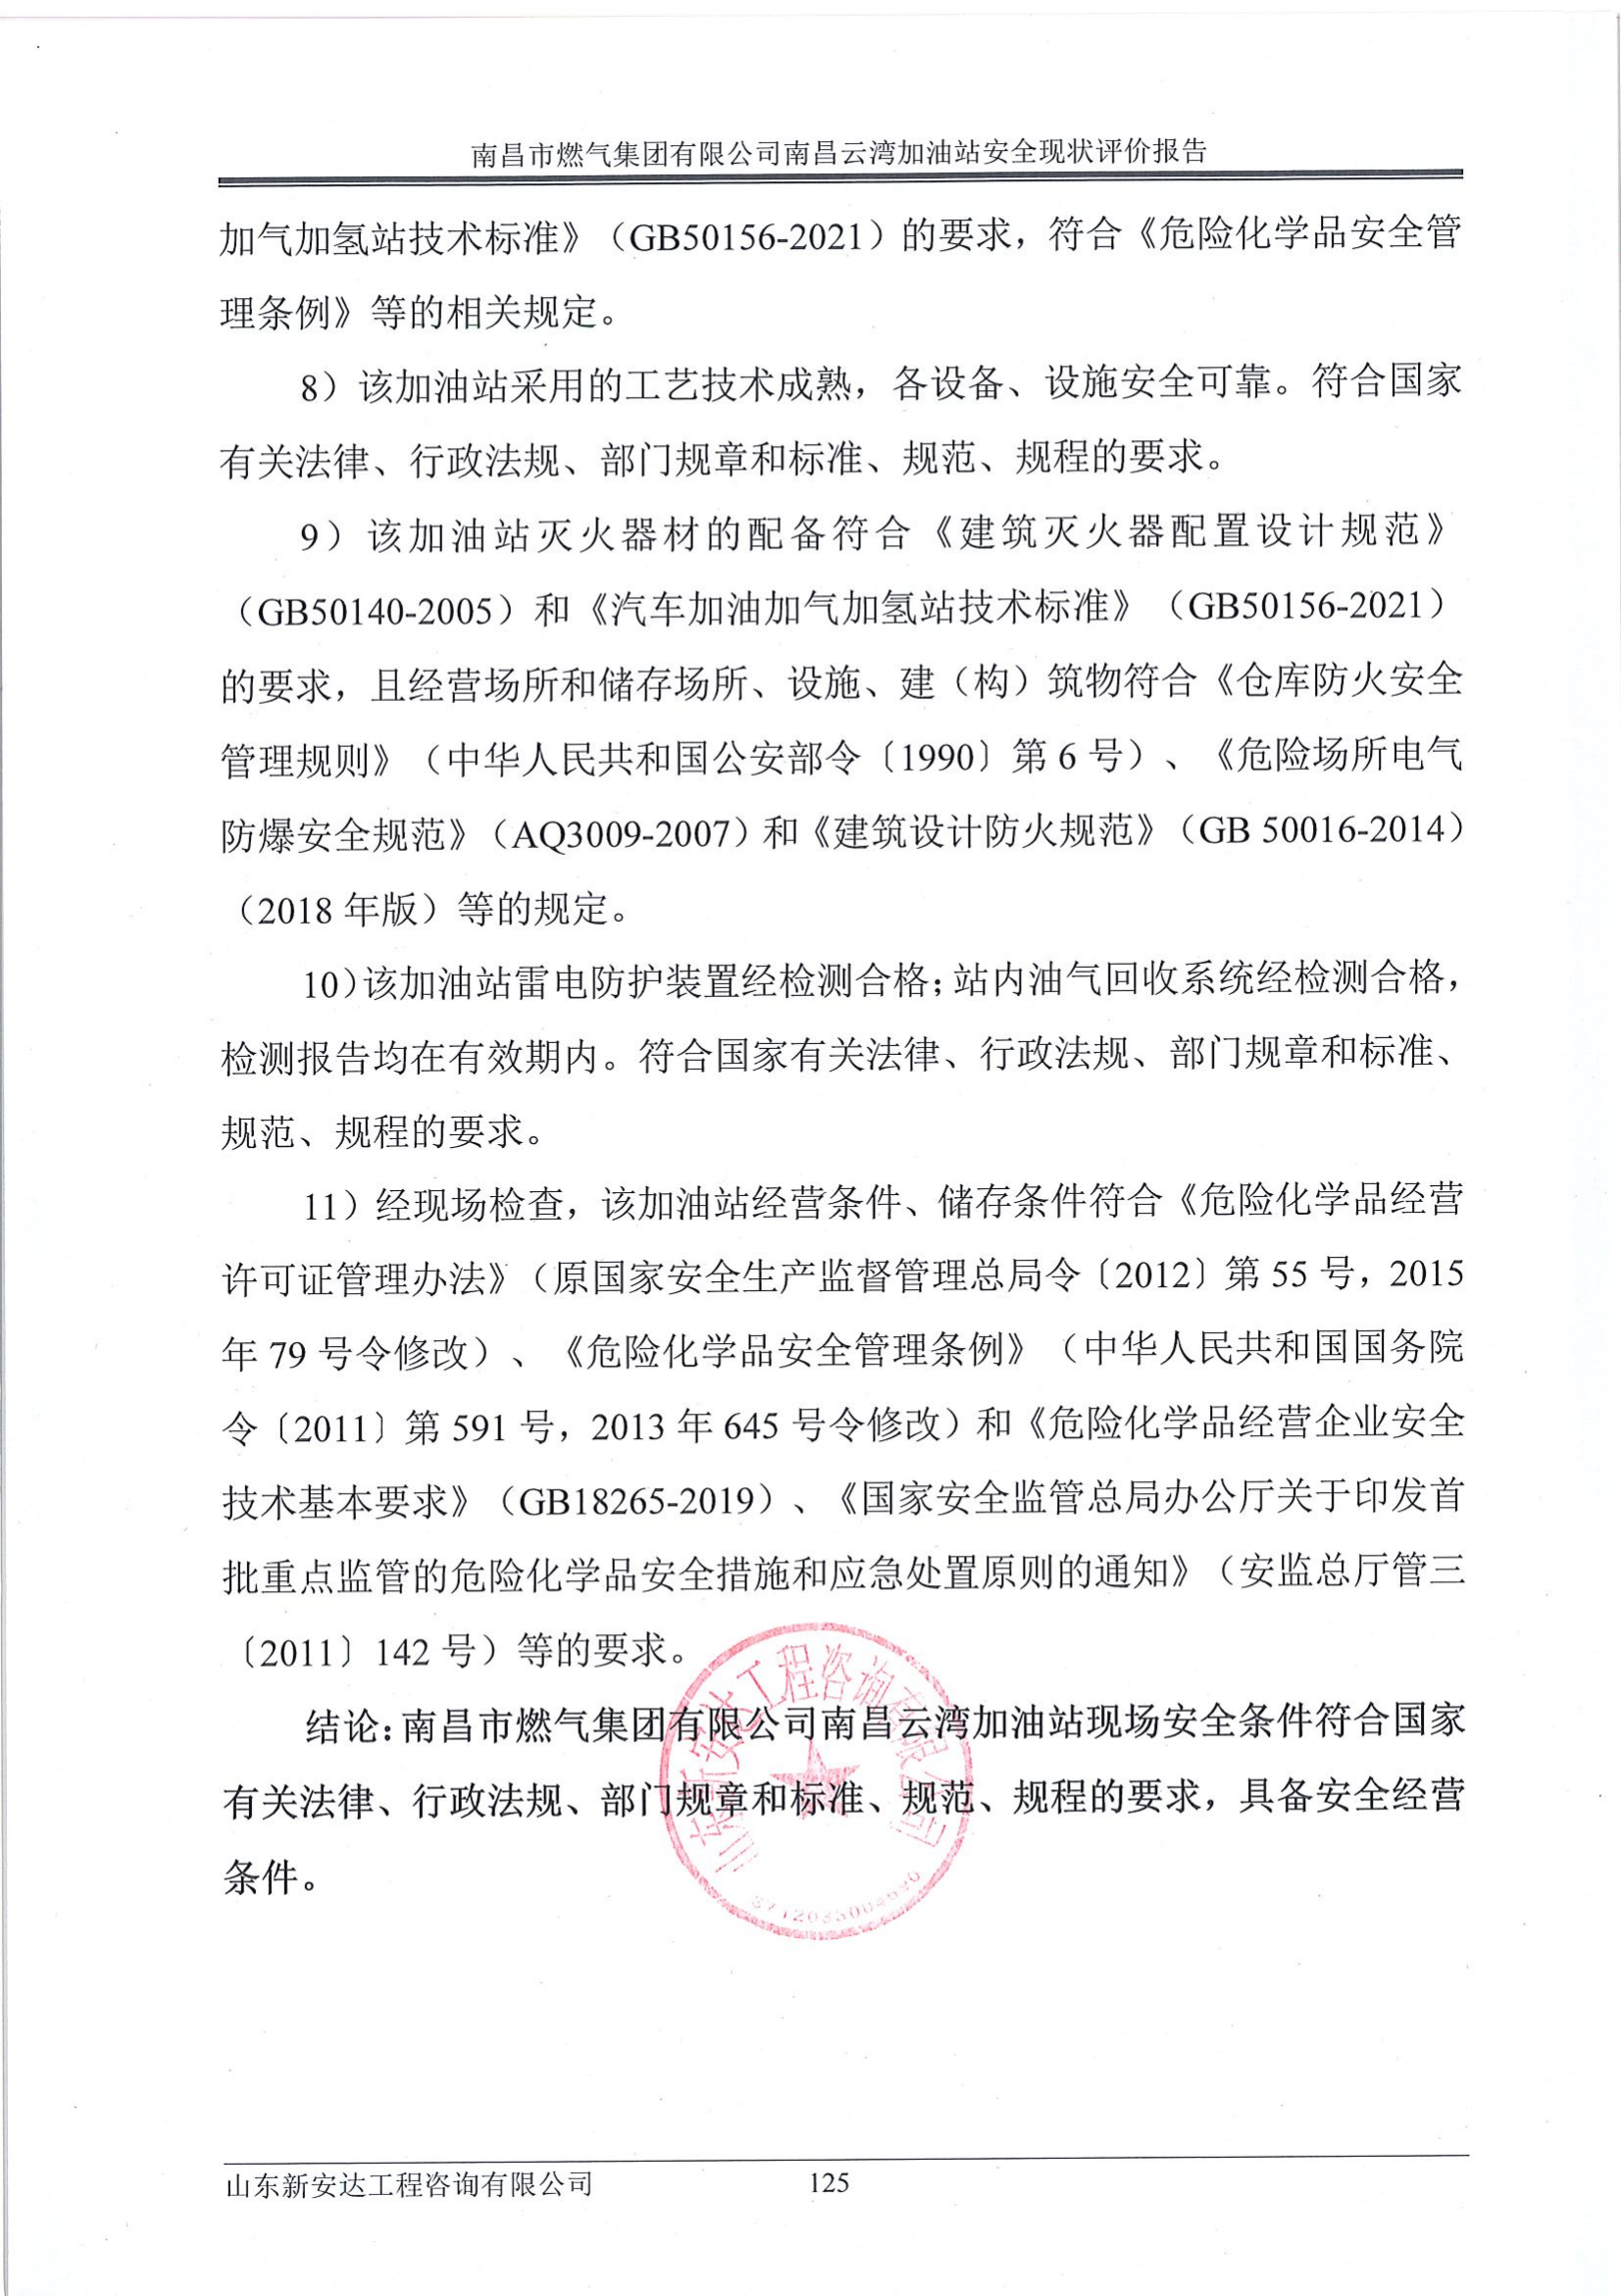 南昌市燃气集团有限公司南昌云湾加油站安全现状评价报告
加气加氢站技术标准》（GB50156-2021）的要求，符合《危险化学品安全管
理条例》等的相关规定。
8）该加油站采用的工艺技术成熟，各设备、设施安全可靠。符合国家
有关法律、行政法规、部门规章和标准、规范、规程的要求。
9）该加油站灭火器材的配备符合《建筑灭火器配置设计规范》
（GB50140-2005）和《汽车加油加气加氢站技术标准》（GB50156-2021）
的要求，且经营场所和储存场所、设施、建（构）筑物符合《仓库防火安全
管理规则》（中华人民共和国公安部令〔1990〕第 6 号）、《危险场所电气
防爆安全规范》（AQ3009-2007）和《建筑设计防火规范》（GB 50016-2014）
（2018 年版）等的规定。
10）该加油站雷电防护装置经检测合格；站内油气回收系统经检测合格，
检测报告均在有效期内。符合国家有关法律、行政法规、部门规章和标准、
规范、规程的要求。
11）经现场检查，该加油站经营条件、储存条件符合《危险化学品经营
许可证管理办法》（原国家安全生产监督管理总局令〔2012〕第 55 号，2015
年 79 号令修改）、《危险化学品安全管理条例》（中华人民共和国国务院
令〔2011〕第 591 号，2013 年 645 号令修改）和《危险化学品经营企业安全
技术基本要求》（GB18265-2019）、《国家安全监管总局办公厅关于印发首
批重点监管的危险化学品安全措施和应急处置原则的通知》（安监总厅管三
〔2011〕142 号）等的要求。
山东新安达工程咨询有限公司
结论：南昌市燃气集团有限公司南昌云湾加油站现场安全条件符合国家
有关法律、行政法规、部门规章和标准、规范、规程的要求，具备安全经营
条件。
山东新安达工程咨询有限公司 125